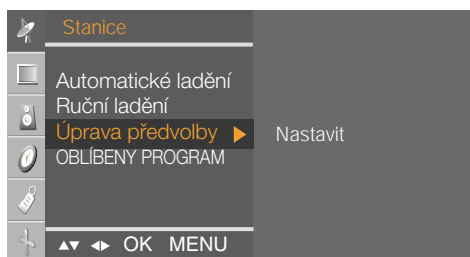 Stanice
Automatické ladění
Ruční ladění
Úprava předvolby ▶ Nastavit
OBLÍBENY PROGRAM
▲▼ ◀▶ OK MENU